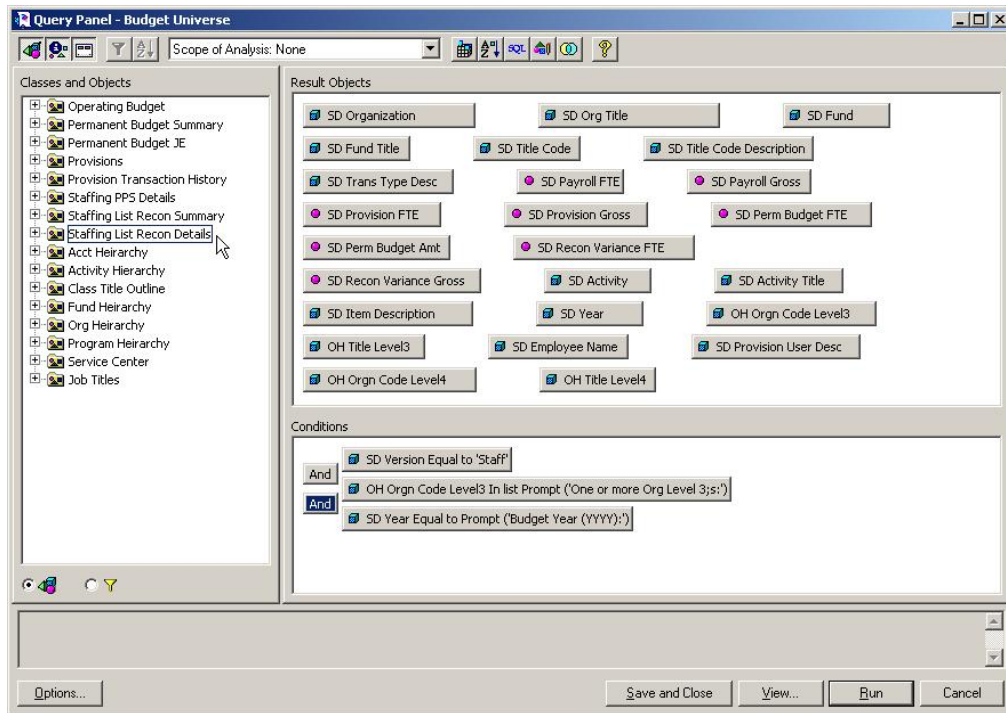 Query Panel - Budget Universe
Scope of Analysis: None
SQL
Classes and Objects
Operating Budget
Permanent Budget Summary
Permanent Budget JE
Provisions
Provision Transaction History
Staffing PPS Details
Staffing List Recon Summary
Staffing List Recon Details
Acct Heirarchy
Activity Hierarchy
Class Title Outline
Fund Heirarchy
Org Heirarchy
Program Heirarchy
Service Center
Job Titles
Result Objects
SD Organization SD Org Title SD Fund
SD Fund Title SD Title Code SD Title Code Description
SD Trans Type Desc SD Payroll FTE SD Payroll Gross
SD Provision FTE SD Provision Gross SD Perm Budget FTE
SD Perm Budget Amt SD Recon Variance FTE
SD Recon Variance Gross SD Activity SD Activity Title
SD Item Description SD Year OH Orgn Code Level3
OH Title Level3 SD Employee Name SD Provision User Desc
OH Orgn Code Level4 OH Title Level4
Conditions
SD Version Equal to 'Staff'
And
OH Orgn Code Level3 In list Prompt ('One or more Org Level 3;s:')
And
SD Year Equal to Prompt ('Budget Year (YYYY):')
Options... Save and Close View... Run Cancel